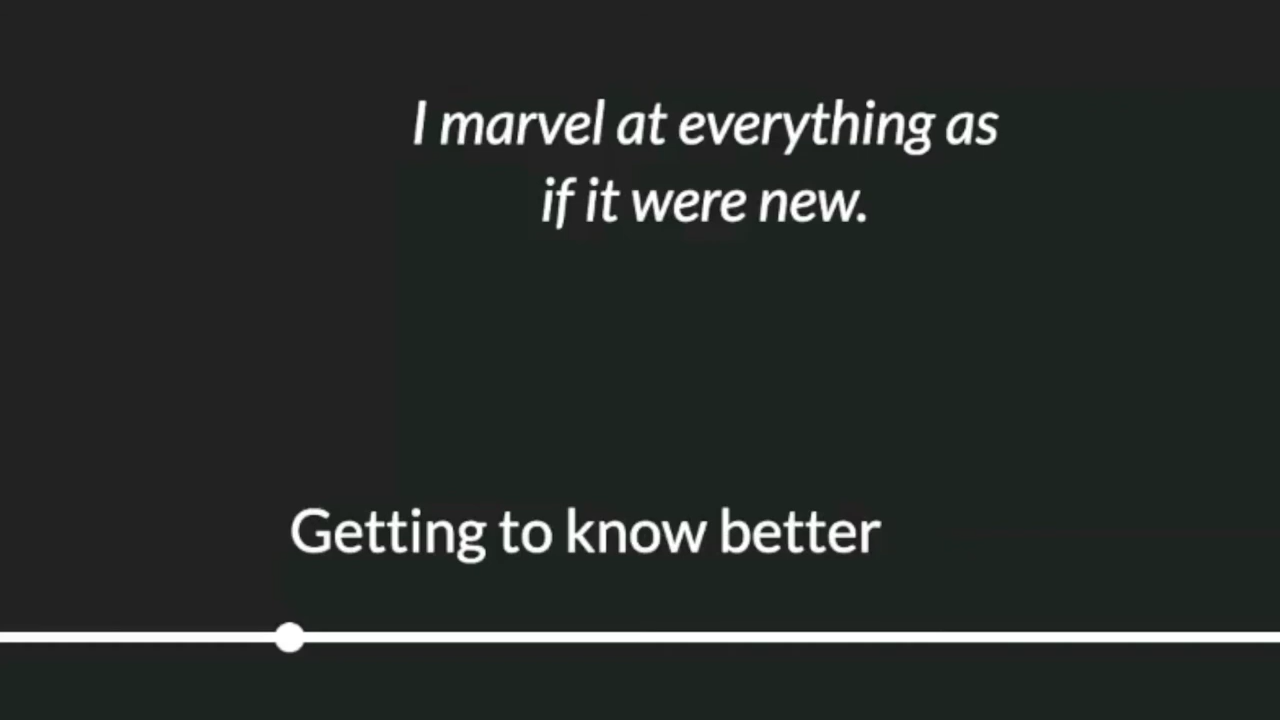 I marvel at everything as
if it were new.
Getting to know better